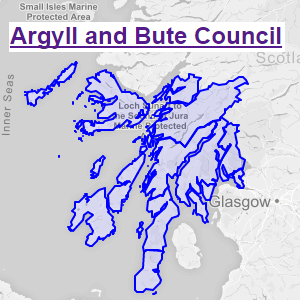 Small Isles Marine
Protected Area
Argyll and Bute Council
Scotla
Inner Seas
Loch Sunart to
the Sound of Jura
Marine Protected
A
Glasgow